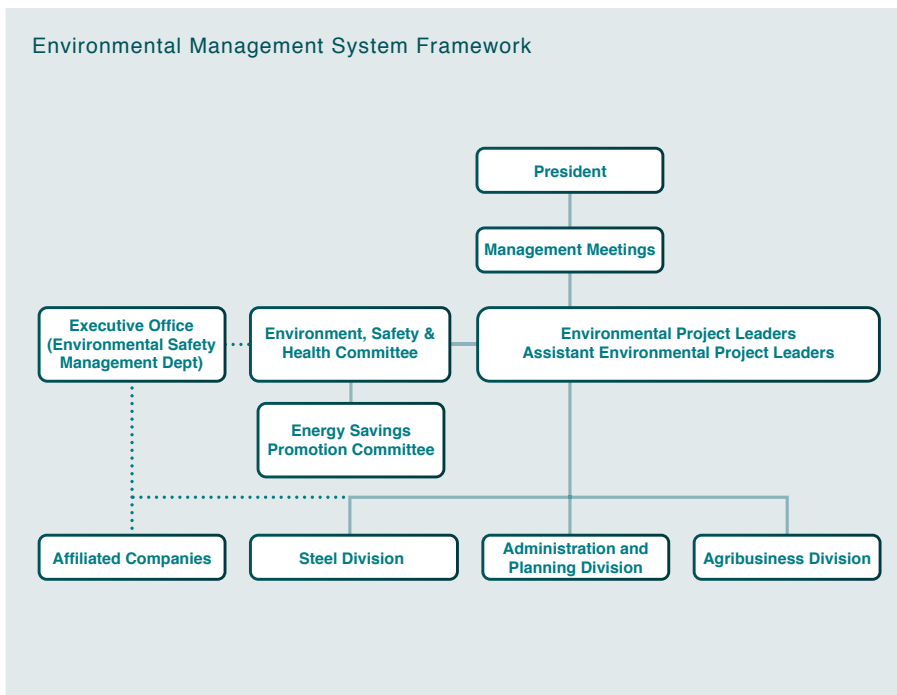 Environmental Management System Framework
President
Management Meetings
Executive Office
(Environmental Safety
Management Dept)
Environment, Safety &
Health Committee
Environmental Project Leaders
Assistant Environmental Project Leaders
Energy Savings
Promotion Committee
Affiliated Companies
Steel Division
Administration and
Planning Division
Agribusiness Division